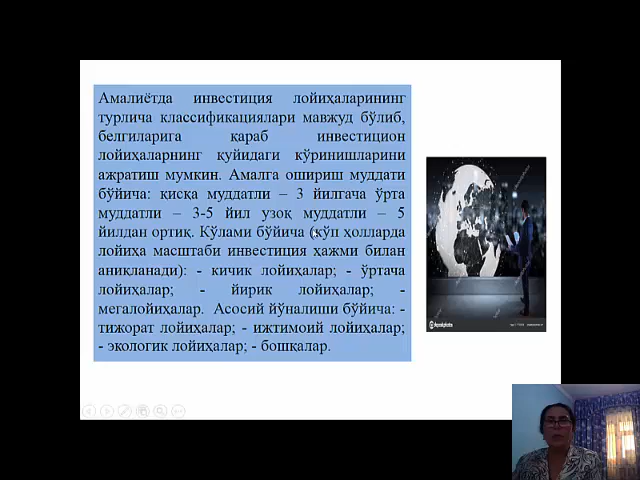 Амалиётда инвестиция лойиҳаларининг
турлича классификациялари мавжуд бўлиб,
белгиларига қараб инвестицион
лойиҳаларнинг қуйидаги кўринишларини
ажратиш мумкин. Амалга ошириш муддати
бўйича: қисқа муддатли – 3 йилгача ўрта
муддатли – 3-5 йил узоқ муддатли – 5
йилдан ортиқ. Кўлами бўйича (кўп ҳолларда
лойиҳа масштаби инвестиция ҳажми билан
аниқланади): - кичик лойиҳалар; - ўртача
лойиҳалар; - йирик лойиҳалар; -
мегалойиҳалар. Асосий йўналиши бўйича: -
тижорат лойиҳалар; - ижтимоий лойиҳалар;
- экологик лойиҳалар; - бошқалар.